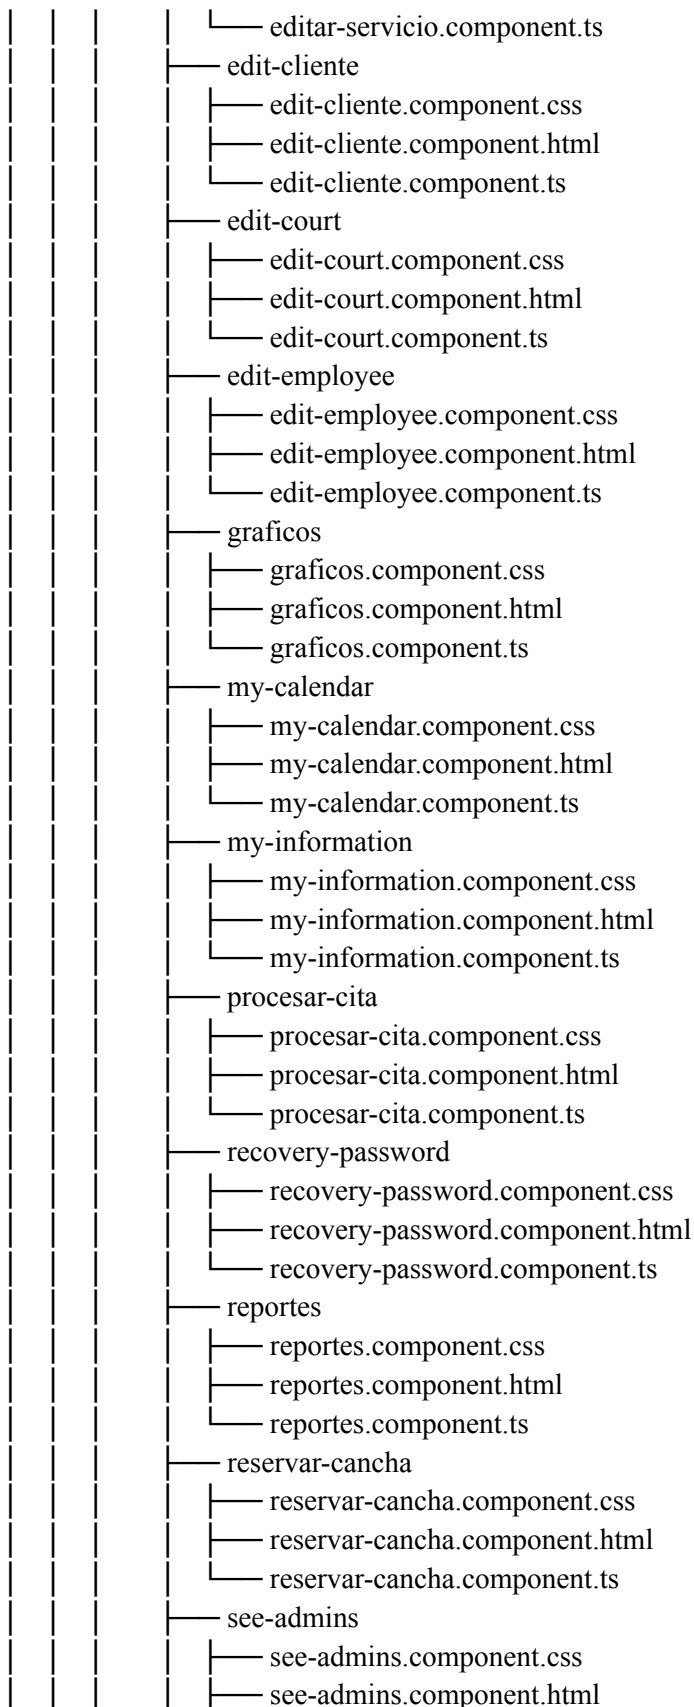 │ │ │ │ └── editar-servicio.component.ts
│ │ │ ├── edit-cliente
│ │ │ │ ├── edit-cliente.component.css
│ │ │ │ ├── edit-cliente.component.html
│ │ │ │ └── edit-cliente.component.ts
│ │ │ ├── edit-court
│ │ │ │ ├── edit-court.component.css
│ │ │ │ ├── edit-court.component.html
│ │ │ │ └── edit-court.component.ts
│ │ │ ├── edit-employee
│ │ │ │ ├── edit-employee.component.css
│ │ │ │ ├── edit-employee.component.html
│ │ │ │ └── edit-employee.component.ts
│ │ │ ├── graficos
│ │ │ │ ├── graficos.component.css
│ │ │ │ ├── graficos.component.html
│ │ │ │ └── graficos.component.ts
│ │ │ ├── my-calendar
│ │ │ │ ├── my-calendar.component.css
│ │ │ │ ├── my-calendar.component.html
│ │ │ │ └── my-calendar.component.ts
│ │ │ ├── my-information
│ │ │ │ ├── my-information.component.css
│ │ │ │ ├── my-information.component.html
│ │ │ │ └── my-information.component.ts
│ │ │ ├── procesar-cita
│ │ │ │ ├── procesar-cita.component.css
│ │ │ │ ├── procesar-cita.component.html
│ │ │ │ └── procesar-cita.component.ts
│ │ │ ├── recovery-password
│ │ │ │ ├── recovery-password.component.css
│ │ │ │ ├── recovery-password.component.html
│ │ │ │ └── recovery-password.component.ts
│ │ │ ├── reportes
│ │ │ │ ├── reportes.component.css
│ │ │ │ ├── reportes.component.html
│ │ │ │ └── reportes.component.ts
│ │ │ ├── reservar-cancha
│ │ │ │ ├── reservar-cancha.component.css
│ │ │ │ ├── reservar-cancha.component.html
│ │ │ │ └── reservar-cancha.component.ts
│ │ │ ├── see-admins
│ │ │ │ ├── see-admins.component.css
│ │ │ │ ├── see-admins.component.html